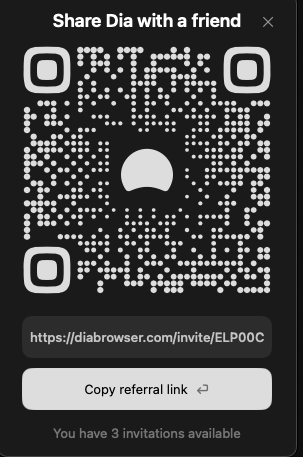 Share Dia with a friend
https://diabrowser.com/invite/ELP00C
Copy referral link
You have 3 invitations available